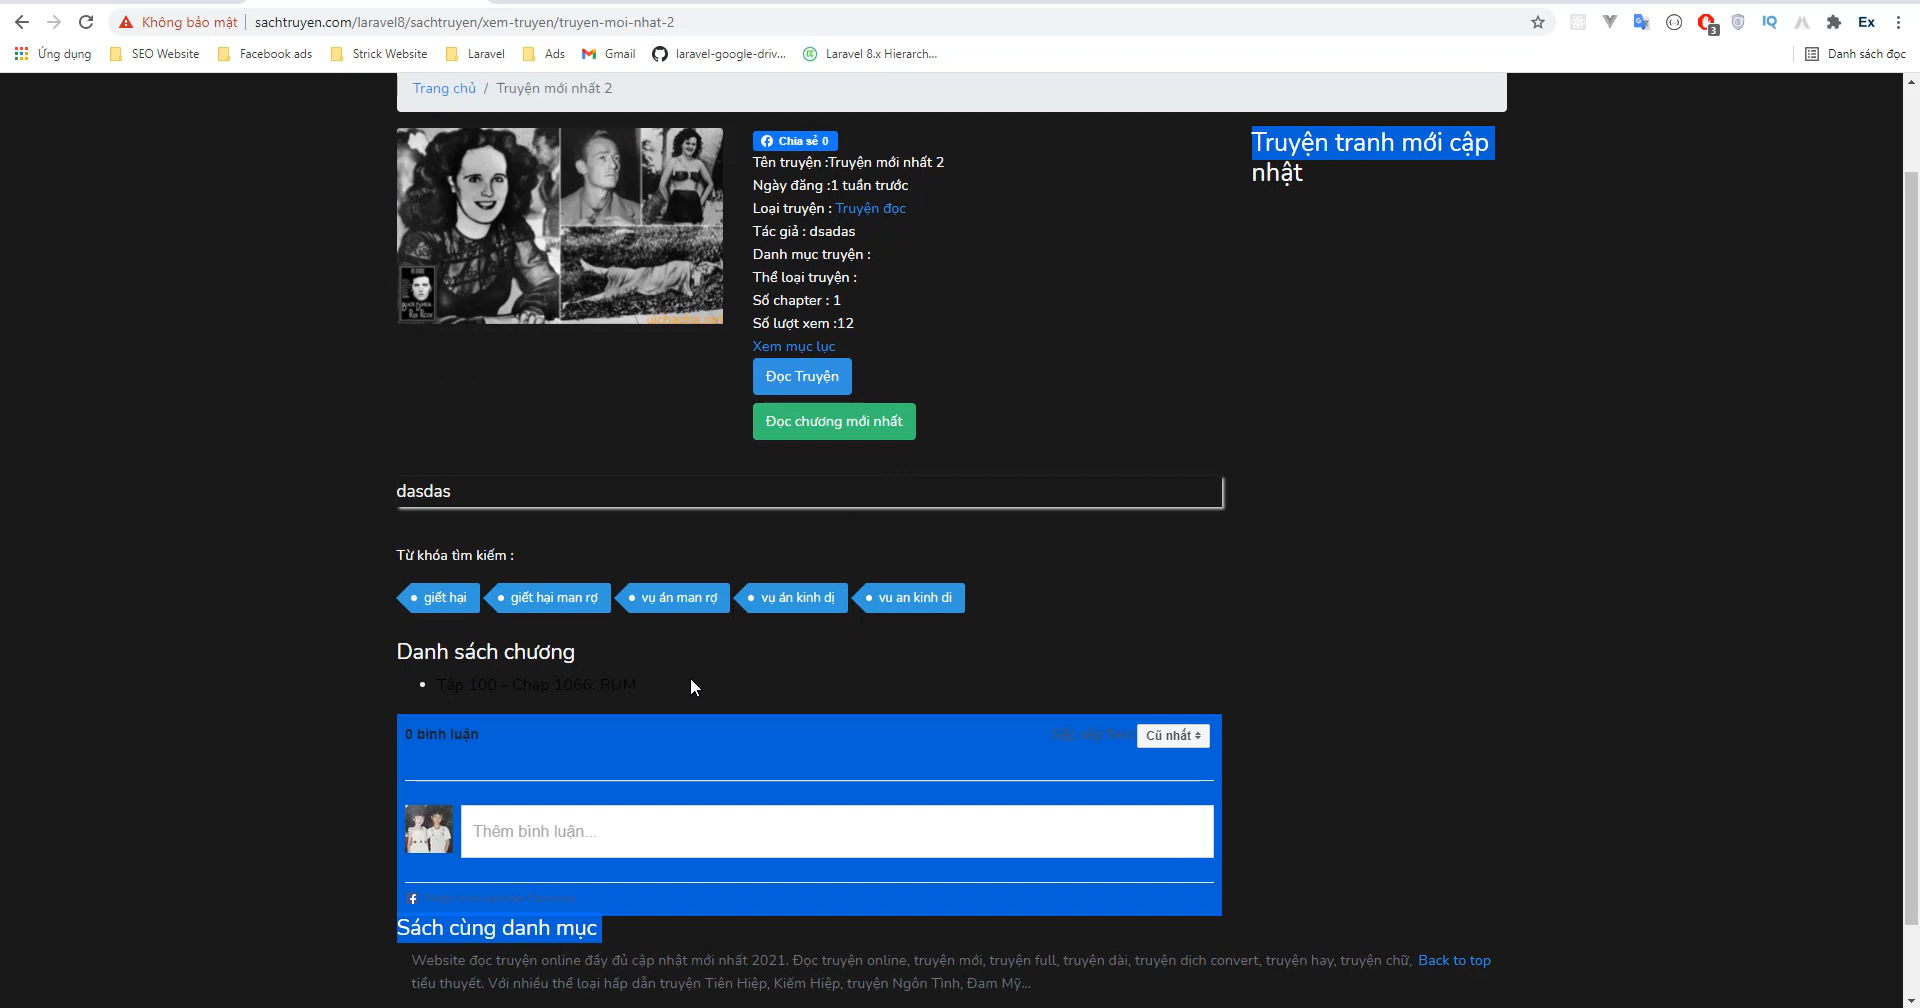 Không bảo mật
sachtruyen.com/laravel8/sachtruyen/xem-truyen/truyen-moi-nhat-2
3
IQ
Ex
Ứng dụng
SEO Website
Facebook ads
Strick Website
Laravel
Ads
Gmail
laravel-google-driv...
Laravel 8.x Hierarch...
Danh sách đọc
Trang chủ / Truyện mới nhất 2
Chia sẻ 0
Tên truyện :Truyện mới nhất 2
Ngày đăng :1 tuần trước
Loại truyện : Truyện đọc
Tác giả : dsadas
Danh mục truyện :
Thể loại truyện :
Số chapter : 1
Số lượt xem :12
Xem mục lục
Đọc Truyện
Đọc chương mới nhất
Truyện tranh mới cập
nhật
dasdas
Từ khóa tìm kiếm :
giết hại
giết hại man rợ
vụ án man rợ
vụ án kinh dị
vu an kinh di
Danh sách chương
Tập 100 - Chap 1066: RUM
0 bình luận
Cũ nhất
Thêm bình luận...
Sách cùng danh mục
Website đọc truyện online đầy đủ cập nhật mới nhất 2021. Đọc truyện online, truyện mới, truyện full, truyện dài, truyện dịch convert, truyện hay, truyện chữ, Back to top
tiểu thuyết. Với nhiều thể loại hấp dẫn truyện Tiên Hiệp, Kiếm Hiệp, truyện Ngôn Tình, Đam Mỹ...